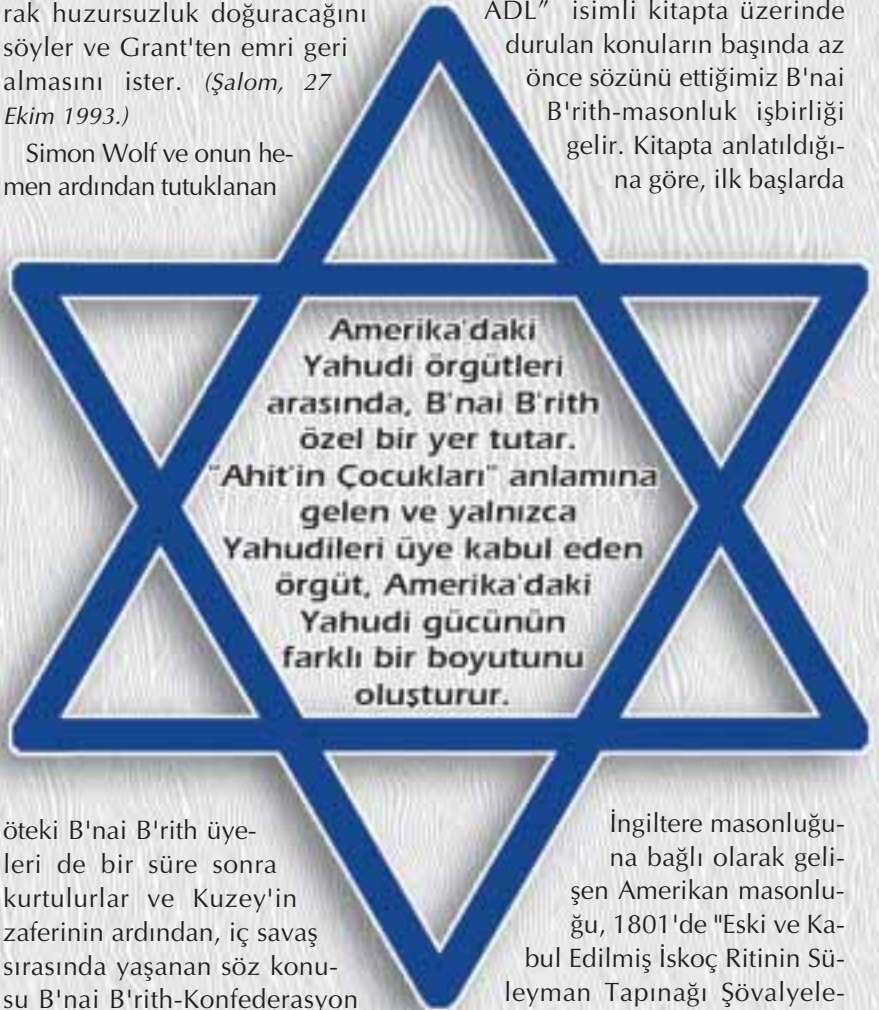 rak huzursuzluk doğuracağını
söyler ve Grant'ten emri geri
almasını ister. (Şalom, 27
Ekim 1993.)
Simon Wolf ve onun he-
men ardından tutuklanan
öteki B'nai B'rith üye-
leri de bir süre sonra
kurtulurlar ve Kuzey'in
zaferinin ardından, iç savaş
sırasında yaşanan söz konu-
su B'nai B'rith-Konfederasyon
Amerika'daki
Yahudi örgütleri
arasında, B'nai B'rith
özel bir yer tutar.
"Ahit'in Çocukları" anlamına
gelen ve yalnızca
Yahudileri üye kabul eden
örgüt, Amerika'daki
Yahudi gücünün
farklı bir boyutunu
oluşturur.
ADL" isimli kitapta üzerinde
durulan konuların başında az
önce sözünü ettiğimiz B'nai
B'rith-masonluk işbirliği
gelir. Kitapta anlatıldığı-
na göre, ilk başlarda
İngiltere masonluğu-
na bağlı olarak geli-
şen Amerikan masonlu-
ğu, 1801'de "Eski ve Ka-
bul Edilmiş İskoç Ritinin Sü-
leyman Tapınağı Şövalyele-